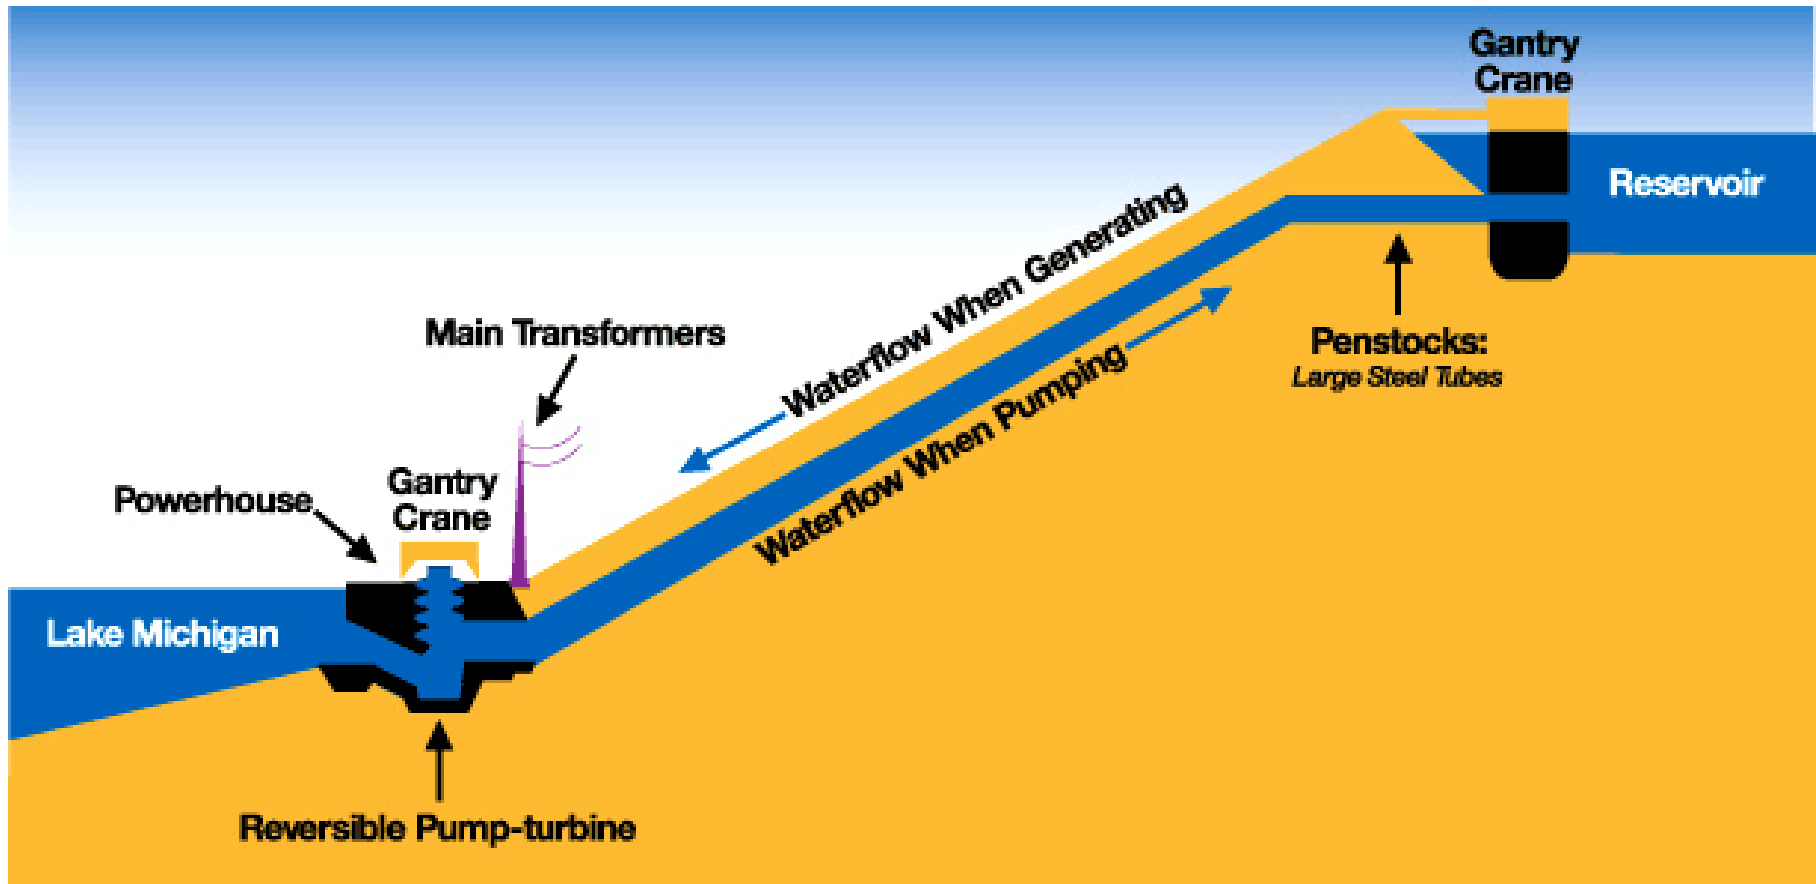 Gantry
Crane
Reservoir
Waterflow When Generating
Main Transformers
Penstocks:
Large Steel Tubes
Waterflow When Pumping
Gantry
Crane
Powerhouse
Lake Michigan
Reversible Pump-turbine